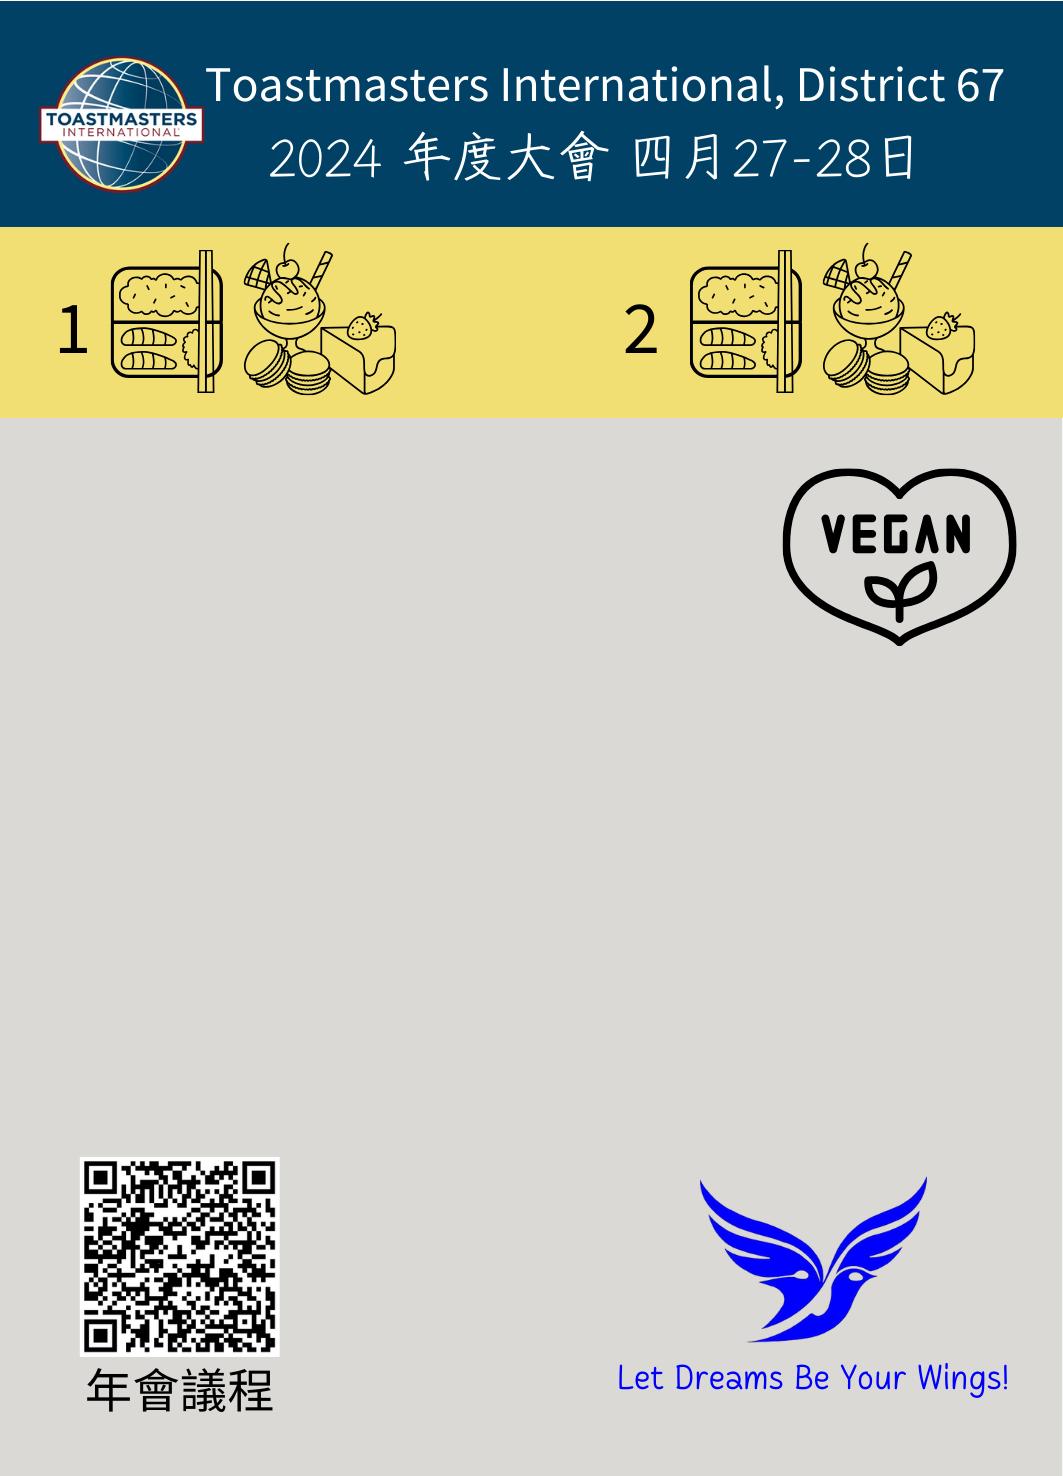 TOASTMASTERS
INTERNATIONAL
Toastmasters International, District 67
2024 年度大會 四月27-28日
1
2
VEGAN
年會議程
Let Dreams Be Your Wings!